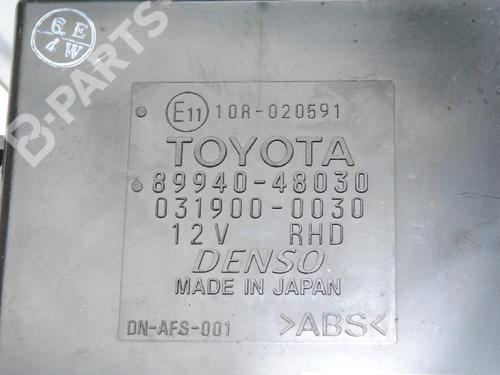 6.E
4W
B-PARTS
E11 10R-020591
TOYOTA
89940-48030
031900-0030
12V RHD
DENSO
MADE IN JAPAN
DN-AFS-001 >ABS<